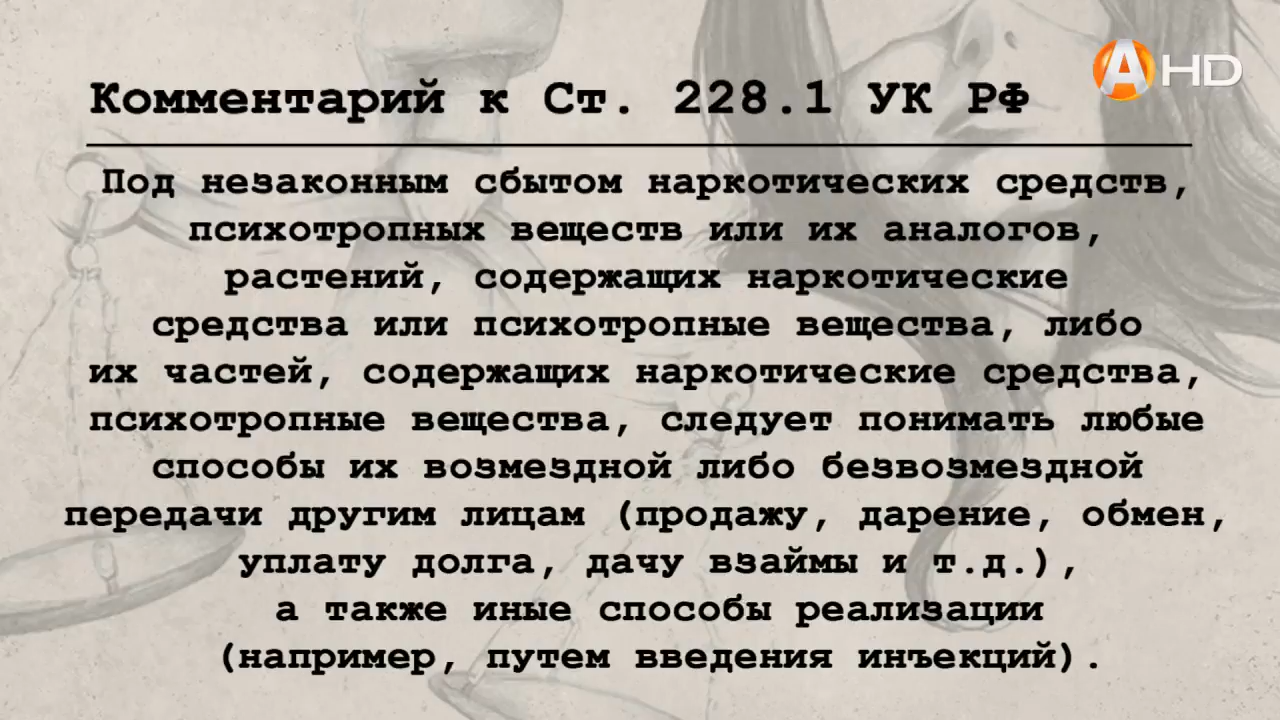 А HD
Комментарий к Ст. 228.1 УК РФ
Под незаконным сбытом наркотических средств,
психотропных веществ или их аналогов,
растений, содержащих наркотические
средства или психотропные вещества, либо
их частей, содержащих наркотические средства,
психотропные вещества, следует понимать любые
способы их возмездной либо безвозмездной
передачи другим лицам (продажу, дарение, обмен,
уплату долга, дачу взаймы и т.д.),
а также иные способы реализации
(например, путем введения инъекций).